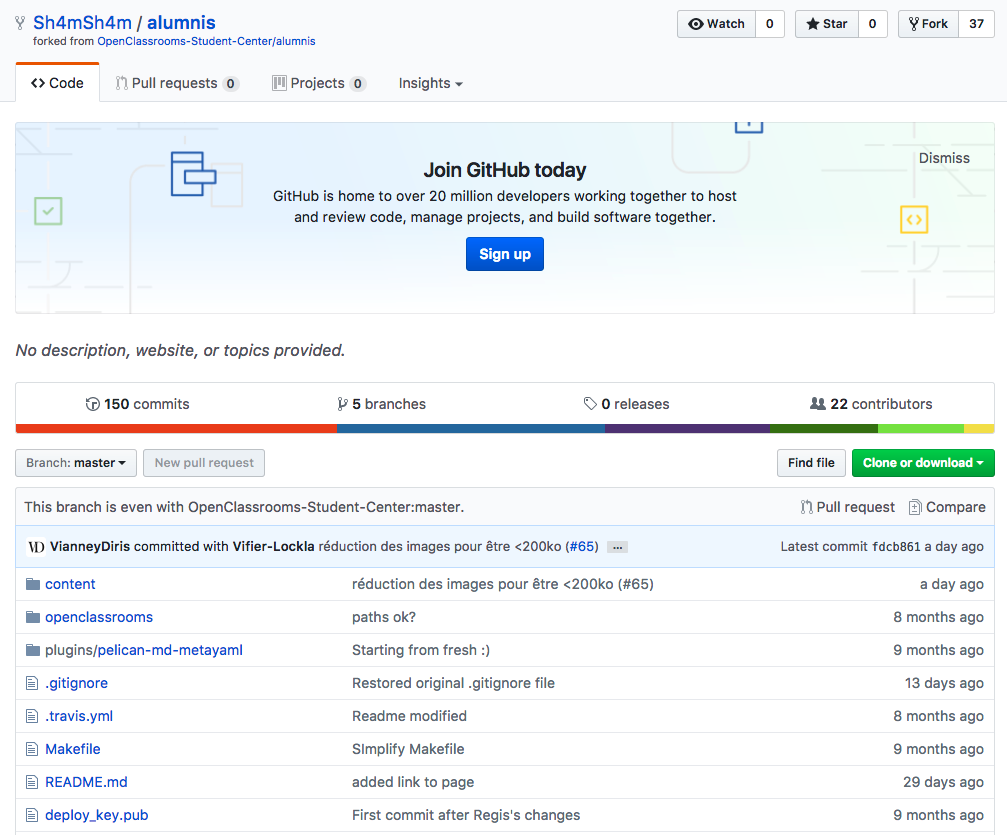 Sh4mSh4m / alumnis
Watch 0 Star 0 Fork 37
forked from OpenClassrooms-Student-Center/alumnis
Code Pull requests 0 Projects 0 Insights
Dismiss
Join GitHub today
GitHub is home to over 20 million developers working together to host
and review code, manage projects, and build software together.
Sign up
No description, website, or topics provided.
150 commits 5 branches 0 releases 22 contributors
Branch: master New pull request Find file Clone or download
This branch is even with OpenClassrooms-Student-Center:master. Pull request Compare
VD VianneyDiris committed with Vifier-Lockla réduction des images pour être <200ko (#65) ... Latest commit fdcb861 a day ago
content réduction des images pour être <200ko (#65) a day ago
openclassrooms paths ok? 8 months ago
plugins/pelican-md-metayaml Starting from fresh :) 9 months ago
.gitignore Restored original .gitignore file 13 days ago
.travis.yml Readme modified 8 months ago
Makefile SImplify Makefile 9 months ago
README.md added link to page 29 days ago
deploy_key.pub First commit after Regis's changes 9 months ago